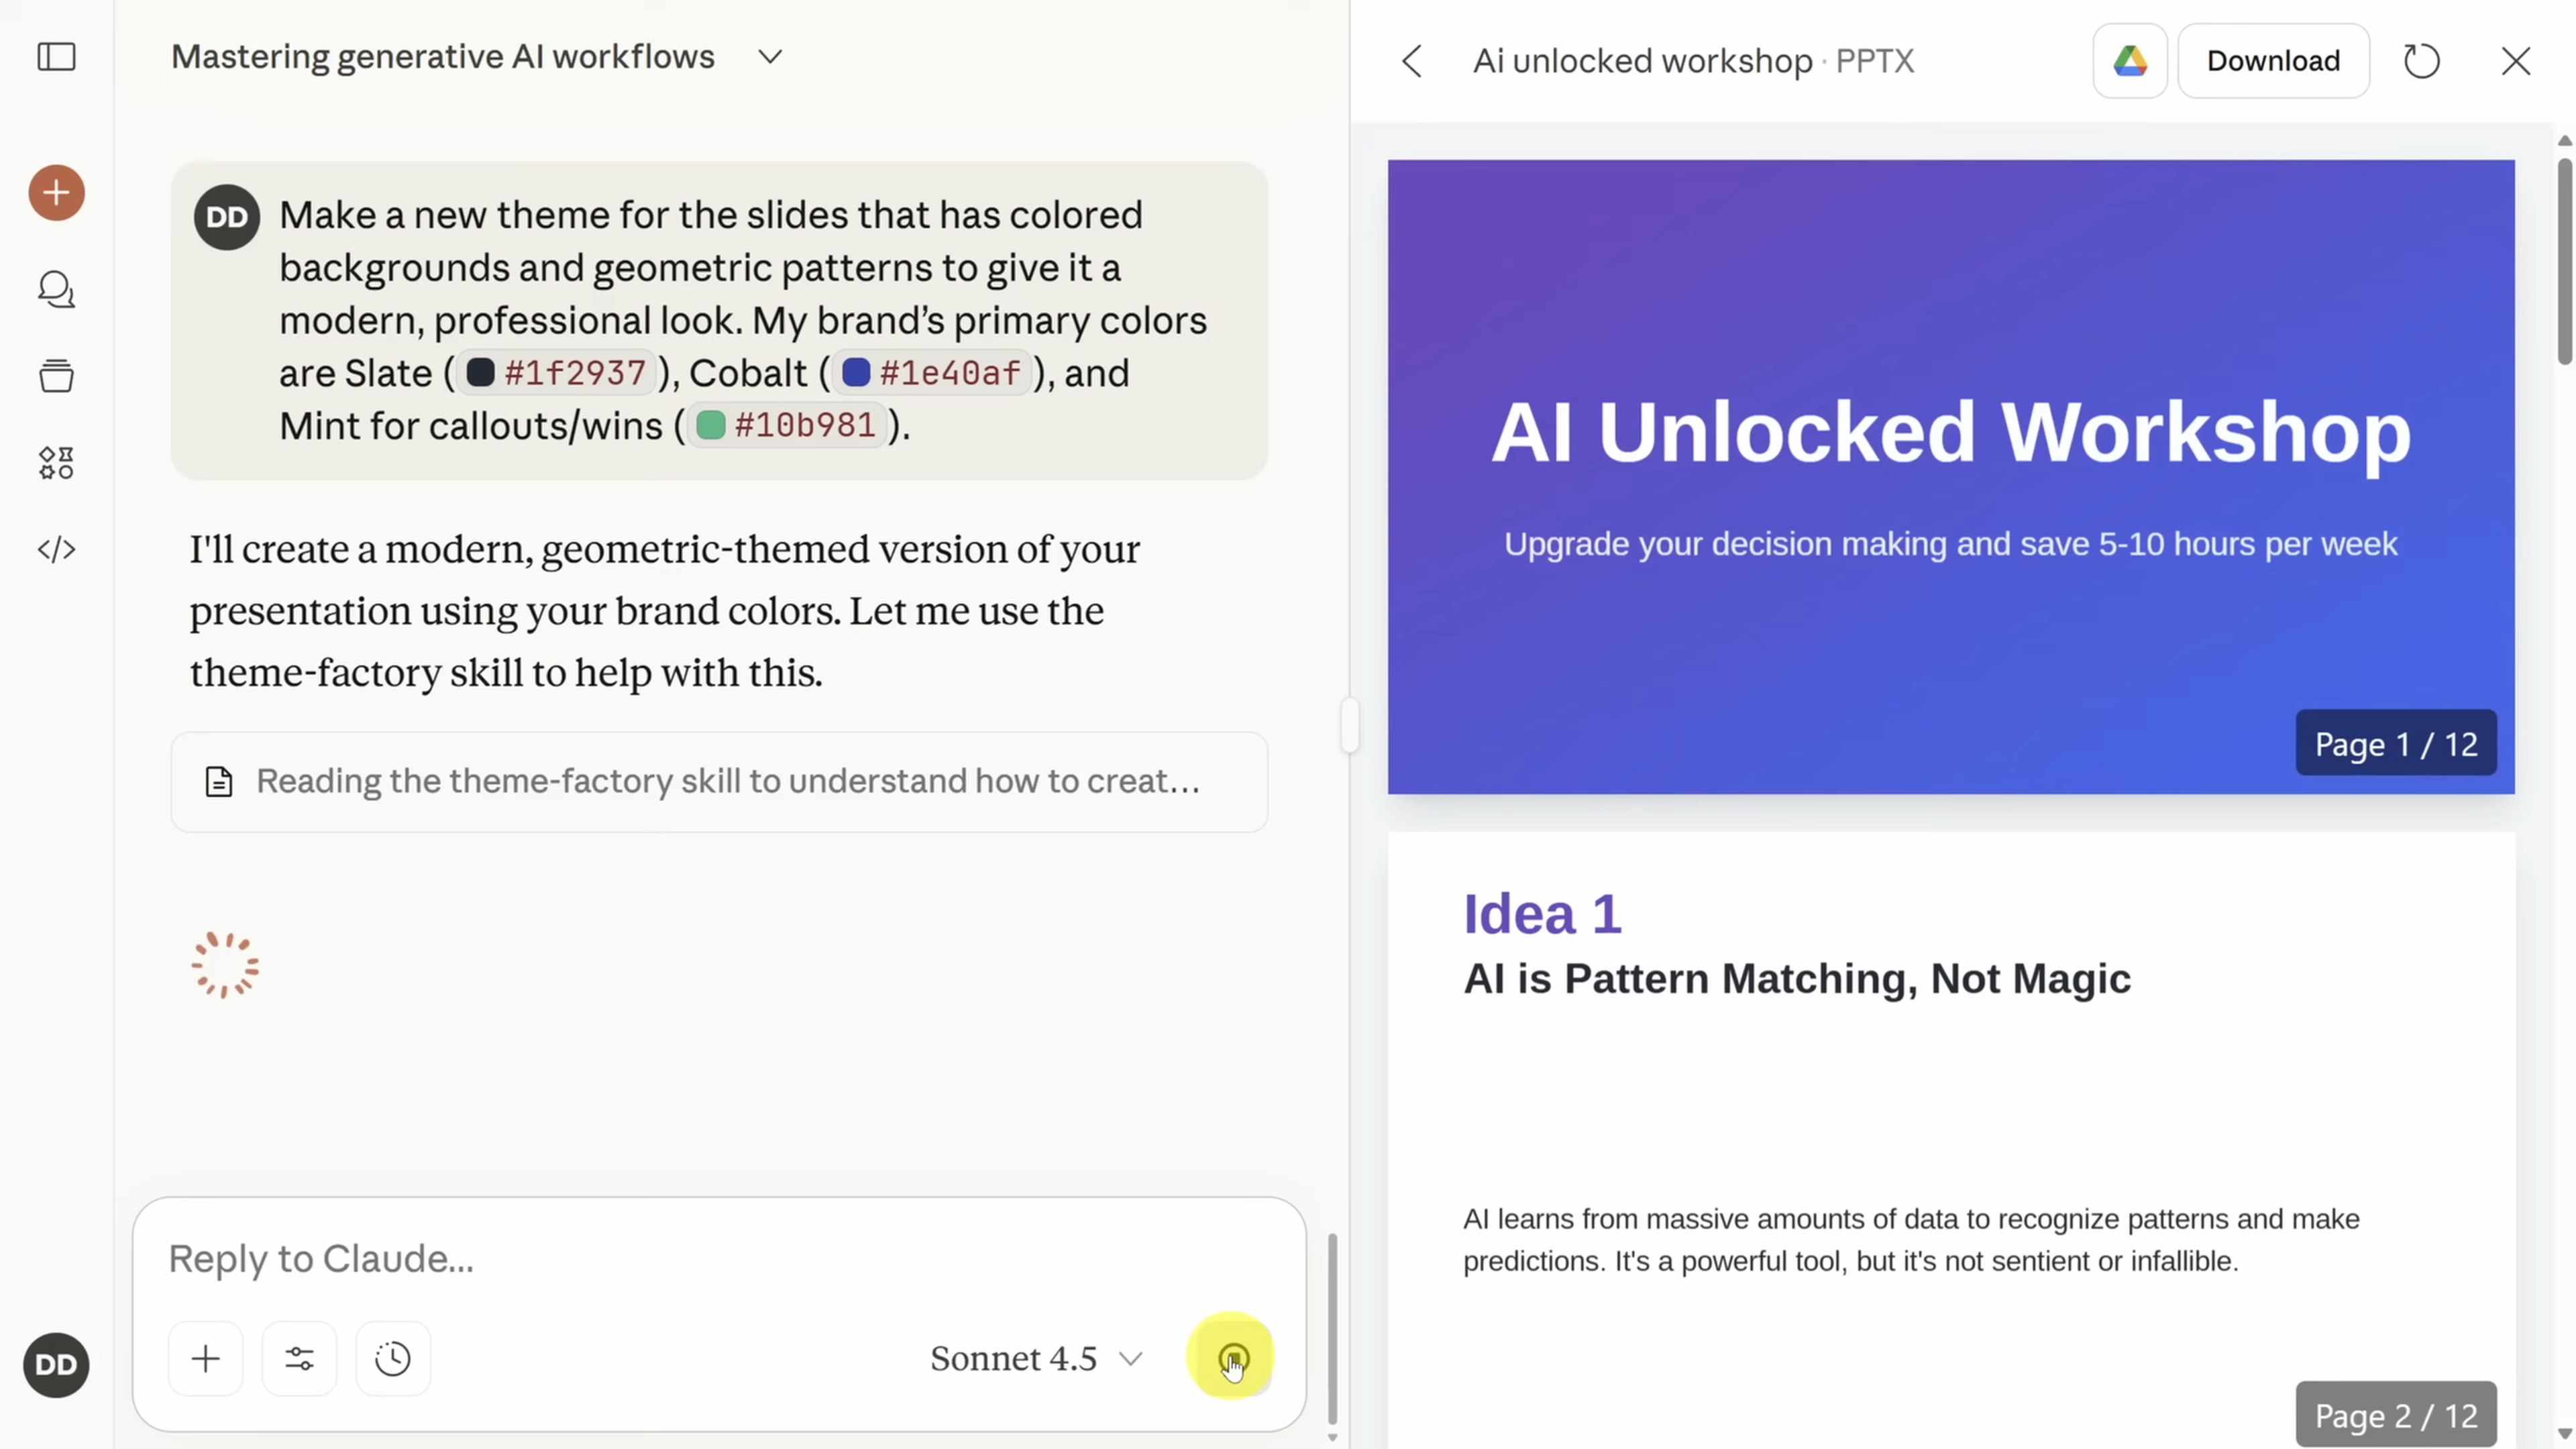 Mastering generative AI workflows
DD
Make a new theme for the slides that has colored
backgrounds and geometric patterns to give it a
modern, professional look. My brand’s primary colors
are Slate (#1f2937), Cobalt (#1e40af), and
Mint for callouts/wins (#10b981).
I'll create a modern, geometric-themed version of your
presentation using your brand colors. Let me use the
theme-factory skill to help with this.
Reading the theme-factory skill to understand how to creat...
Reply to Claude...
Sonnet 4.5
DD
Ai unlocked workshop · PPTX
Download
AI Unlocked Workshop
Upgrade your decision making and save 5-10 hours per week
Page 1 / 12
Idea 1
AI is Pattern Matching, Not Magic
AI learns from massive amounts of data to recognize patterns and make
predictions. It's a powerful tool, but it's not sentient or infallible.
Page 2 / 12